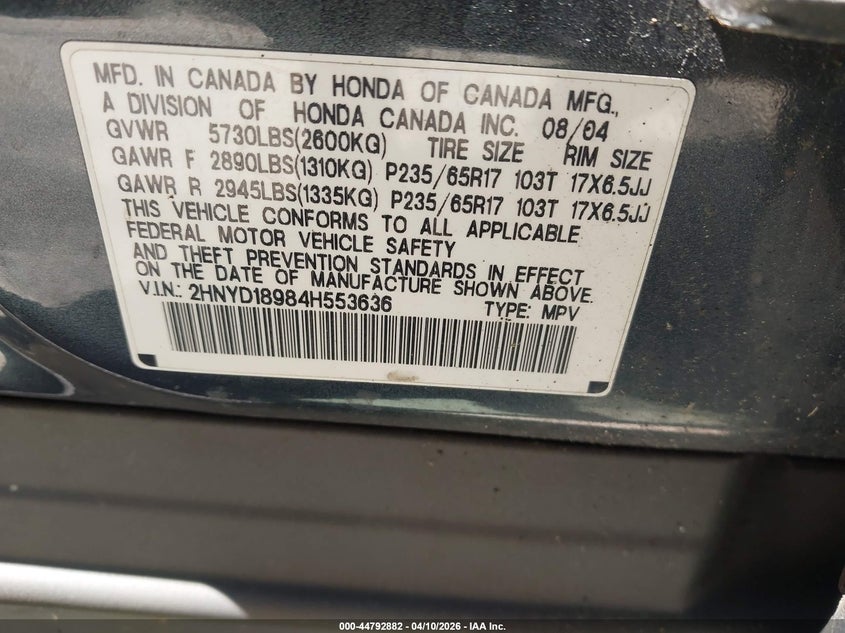 MFD. IN CANADA BY HONDA OF CANADA MFG.,
A DIVISION OF HONDA CANADA INC. 08/04
GVWR 5730LBS(2600KG) TIRE SIZE RIM SIZE
GAWR F 2890LBS(1310KG) P235/65R17 103T 17X6.5JJ
GAWR R 2945LBS(1335KG) P235/65R17 103T 17X6.5JJ
THIS VEHICLE CONFORMS TO ALL APPLICABLE
FEDERAL MOTOR VEHICLE SAFETY
AND THEFT PREVENTION STANDARDS IN EFFECT
ON THE DATE OF MANUFACTURE SHOWN ABOVE.
V.I.N.: 2HNYD18984H553636 TYPE: MPV
000-44792882 - 04/10/2026 - IAA Inc.